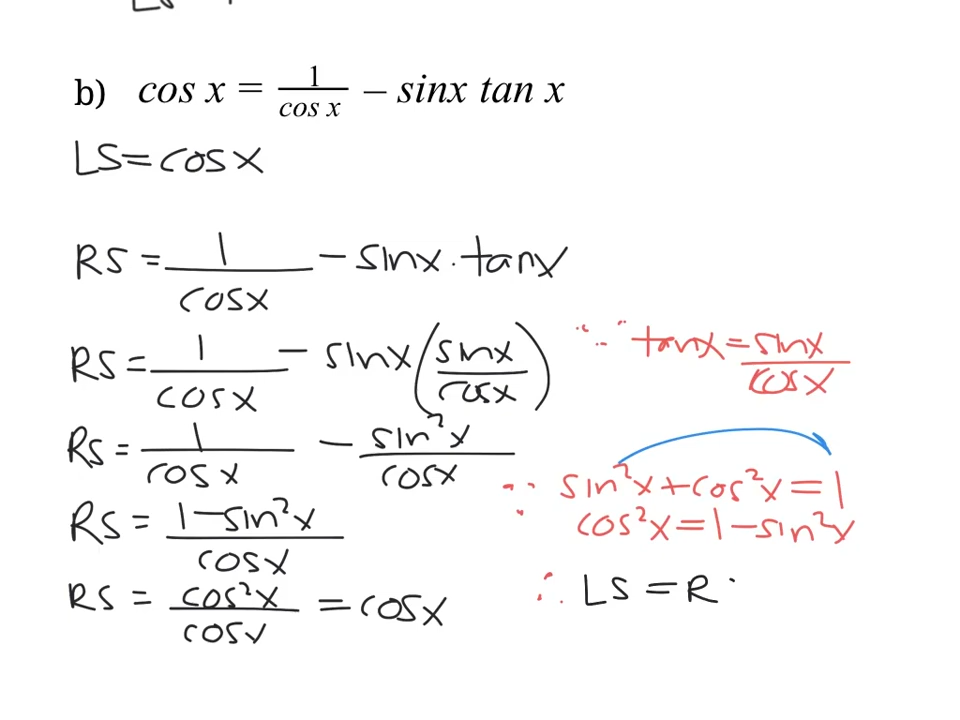 b) cos x = 1/cos x – sinx tan x
LS = cosx
RS = 1/cosx – sinx · tanx
RS = 1/cosx – sinx (sinx/cosx) ∵ tanx = sinx/cosx
RS = 1/cosx – sin²x/cosx
∵ sin²x + cos²x = 1
RS = 1 – sin²x/cosx
cos²x = 1 – sin²x
RS = cos²x/cosx = cosx
∴ LS = R